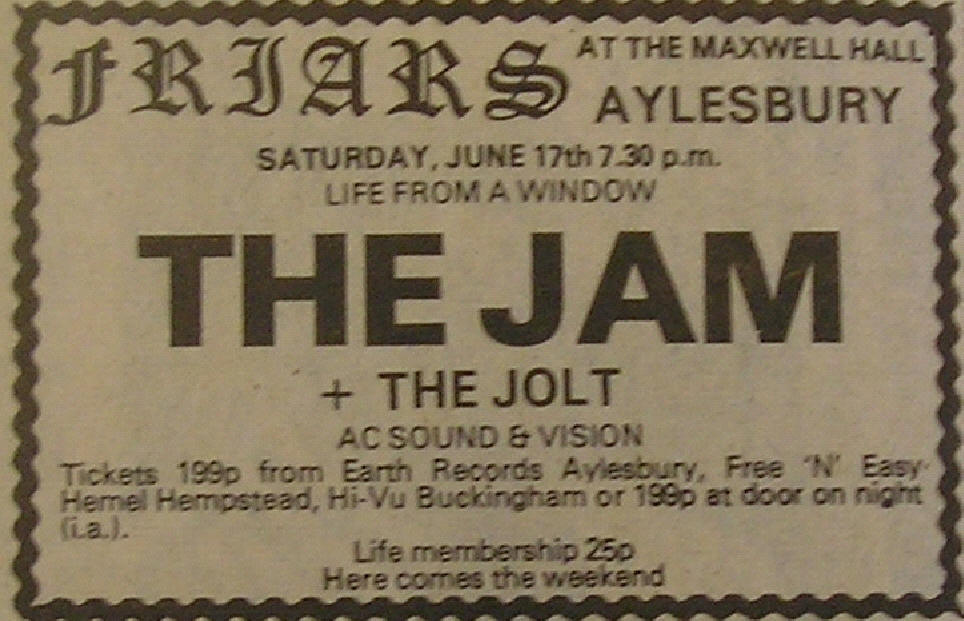 FRIARS AT THE MAXWELL HALL
AYLESBURY
SATURDAY, JUNE 17th 7.30 p.m.
LIFE FROM A WINDOW
THE JAM
+ THE JOLT
AC SOUND & VISION
Tickets 199p from Earth Records Aylesbury, Free 'N' Easy-
Hemel Hempstead, Hi-Vu Buckingham or 199p at door on night
(i.a.).
Life membership 25p
Here comes the weekend